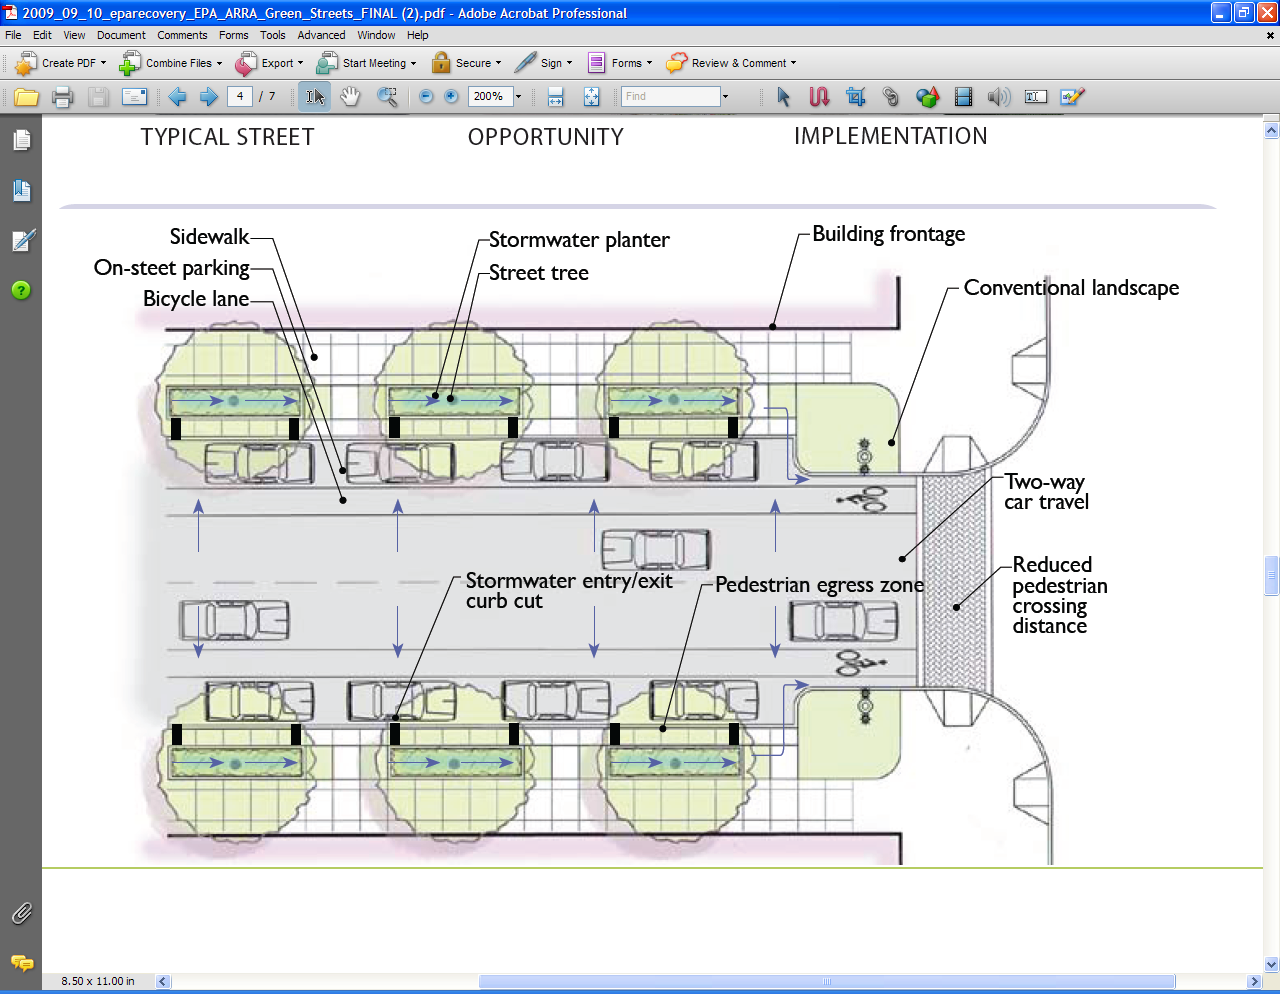 2009_09_10_eparecovery_EPA_ARRA_Green_Streets_FINAL (2).pdf - Adobe Acrobat Professional
File Edit View Document Comments Forms Tools Advanced Window Help
Create PDF Combine Files Export Start Meeting Secure Sign Forms Review & Comment
4 / 7 200% Find
TYPICAL STREET OPPORTUNITY IMPLEMENTATION
Sidewalk
On-steet parking
Bicycle lane
Stormwater planter
Street tree
Building frontage
Conventional landscape
Two-way
car travel
Stormwater entry/exit
curb cut
Pedestrian egress zone
Reduced
pedestrian
crossing
distance
8.50 x 11.00 in